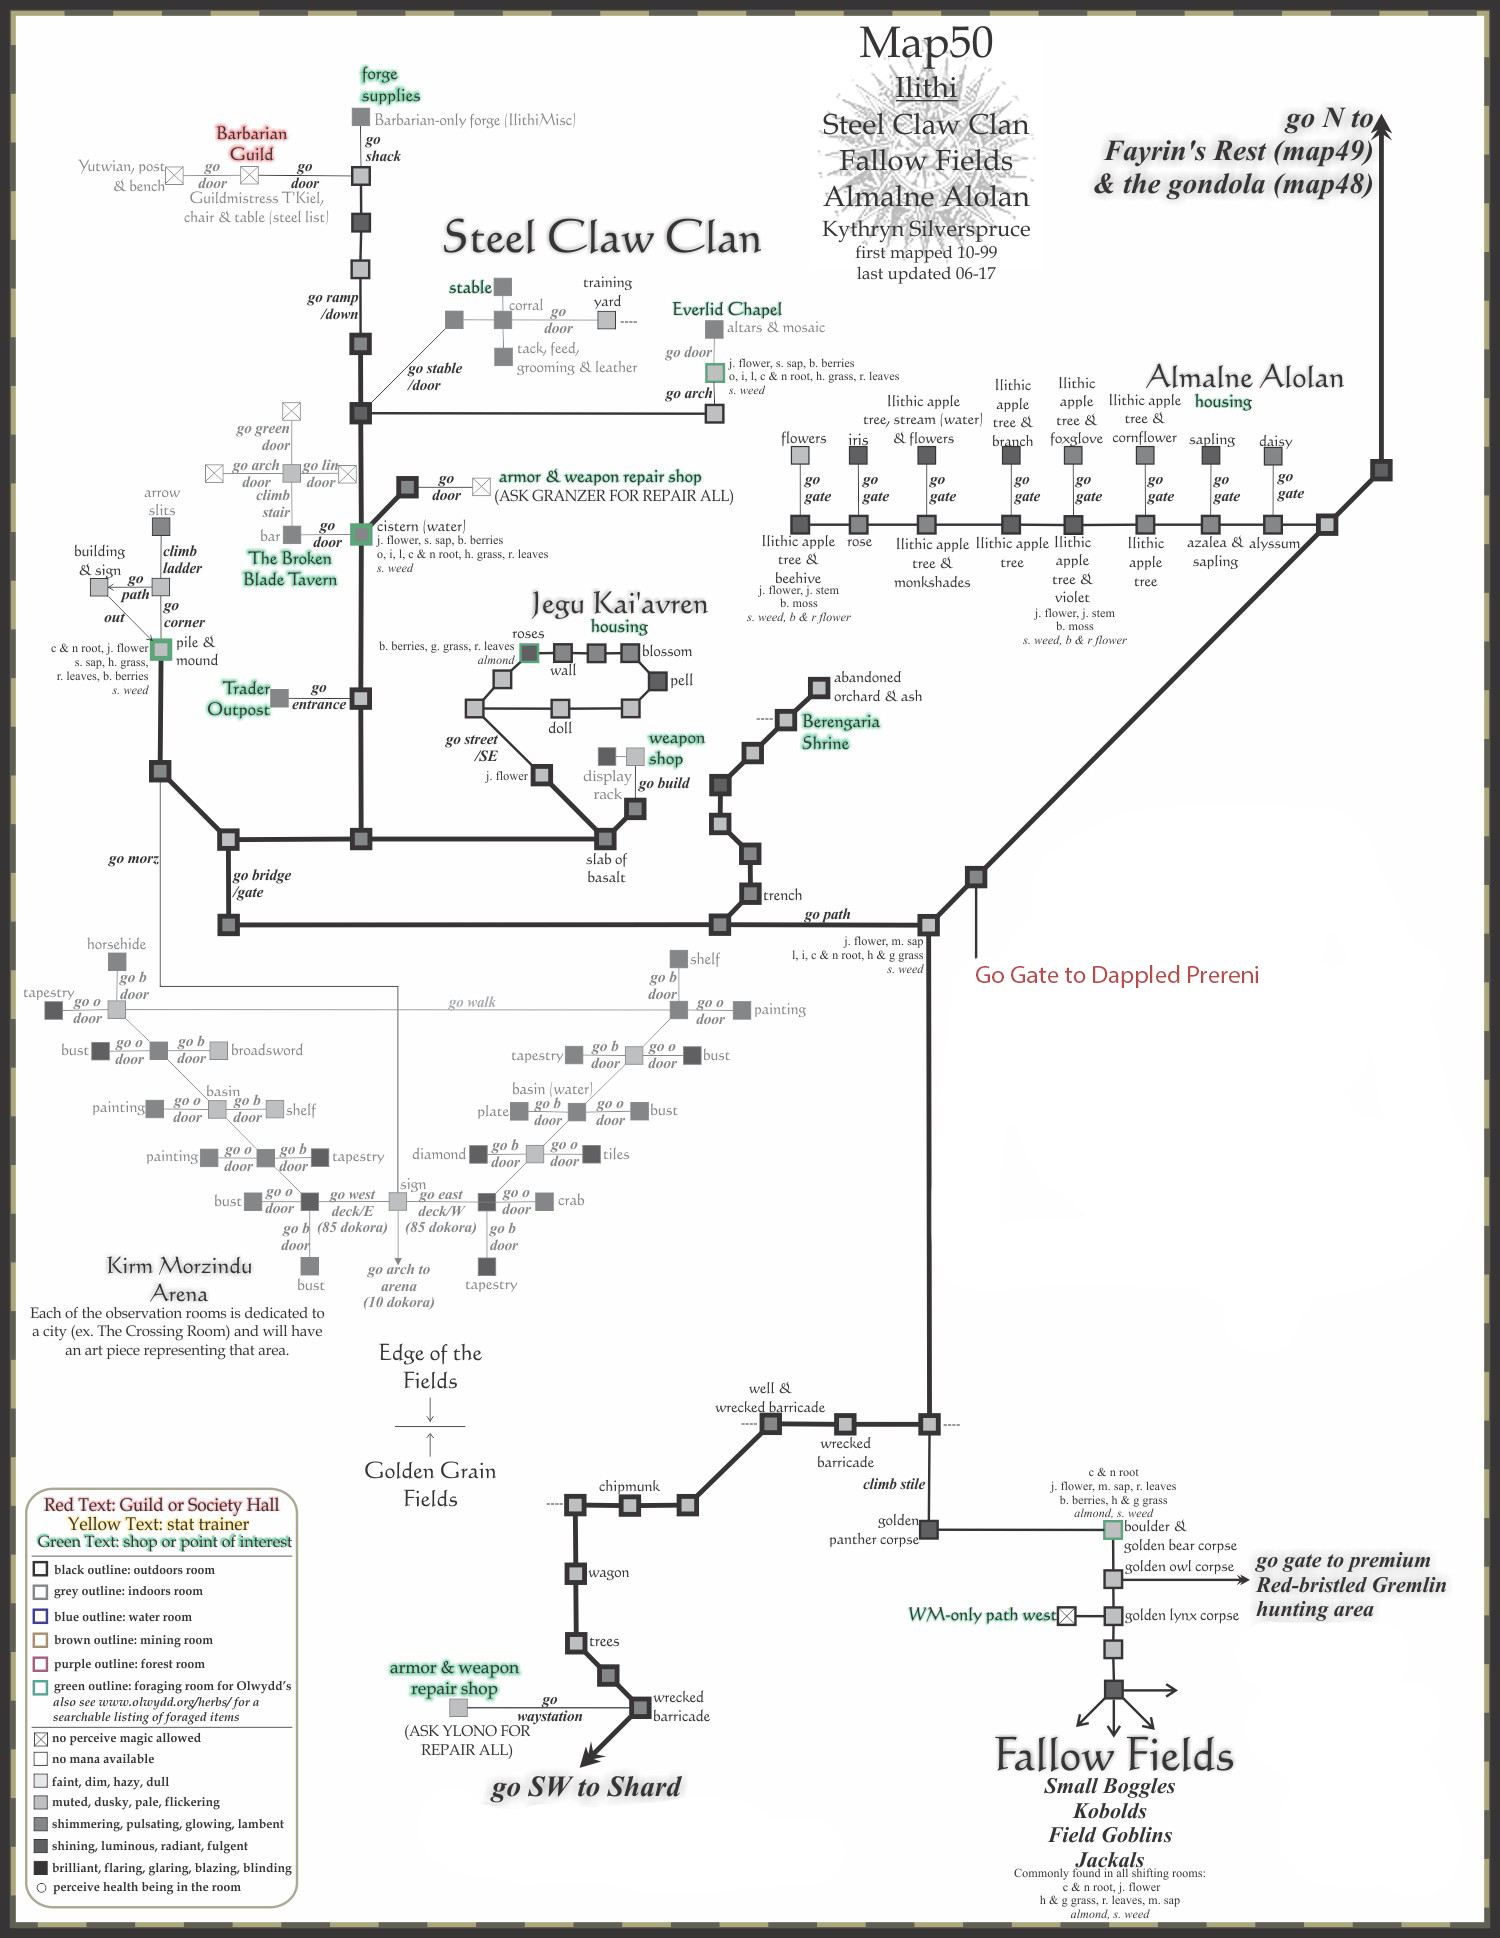 Map50
Ilithi
Steel Claw Clan
Fallow Fields
Almalne Alolan
Kythryn Silverspruce
first mapped 10-99
last updated 06-17
go N to
Fayrin's Rest (map49)
& the gondola (map48)
forge
supplies
Barbarian-only forge (IlithiMisc)
go
shack
Barbarian
Guild
Yutwian, post
& bench
go
door
go
door
Guildmistress T'Kiel,
chair & table (steel list)
Steel Claw Clan
go ramp
/down
stable
corral
go
door
training
yard
tack, feed,
grooming & leather
go stable
/door
Everlid Chapel
altars & mosaic
go door
j. flower, s. sap, b. berries
o, i, l, c & n root, h. grass, r. leaves
s. weed
go arch
go green
door
go arch
door
go lin
door
climb
stair
bar
go
door
The Broken
Blade Tavern
go
door
armor & weapon repair shop
(ASK GRANZER FOR REPAIR ALL)
cistern (water)
j. flower, s. sap, b. berries
o, i, l, c & n root, h. grass, r. leaves
s. weed
arrow
slits
climb
ladder
building
& sign
go
path
out
go
corner
c & n root, j. flower
s. sap, h. grass,
r. leaves, b. berries
s. weed
pile &
mound
Trader
Outpost
go
entrance
Jegu Kai'avren
housing
roses
b. berries, g. grass, r. leaves
almond
wall
blossom
pell
doll
go street
/SE
j. flower
weapon
shop
display
rack
go build
slab of
basalt
go morz
go bridge
/gate
abandoned
orchard & ash
Berengaria
Shrine
trench
go path
j. flower, m. sap
l, i, c & n root, h & g grass
s. weed
Almalne Alolan
housing
flowers
iris
Ilithic apple
tree, stream (water)
& flowers
Ilithic
apple
tree &
branch
Ilithic
apple
tree &
foxglove
Ilithic apple
tree &
cornflower
sapling
daisy
go
gate
go
gate
go
gate
go
gate
go
gate
go
gate
go
gate
go
gate
Ilithic apple
tree &
beehive
j. flower, j. stem
b. moss
s. weed, b & r flower
rose
Ilithic apple
tree &
monkshades
Ilithic apple
tree
Ilithic
apple
tree &
violet
j. flower, j. stem
b. moss
s. weed, b & r flower
Ilithic
apple
tree
azalea &
sapling
alyssum
Go Gate to Dappled Prereni
horsehide
go b
door
tapestry
go o
door
go walk
shelf
go b
door
go o
door
painting
bust
go o
door
go b
door
broadsword
tapestry
go b
door
go o
door
bust
painting
go o
door
basin
go b
door
shelf
basin (water)
plate
go b
door
go o
door
bust
painting
go o
door
go b
door
tapestry
diamond
go b
door
go o
door
tiles
bust
go o
door
go west
deck/E
(85 dokora)
sign
go east
deck/W
(85 dokora)
go o
door
crab
go b
door
bust
go b
door
tapestry
go arch to
arena
(10 dokora)
Kirm Morzindu
Arena
Each of the observation rooms is dedicated to
a city (ex. The Crossing Room) and will have
an art piece representing that area.
Edge of the
Fields
Golden Grain
Fields
well &
wrecked barricade
wrecked
barricade
climb stile
chipmunk
wagon
trees
wrecked
barricade
armor & weapon
repair shop
go
waystation
(ASK YLONO FOR
REPAIR ALL)
go SW to Shard
golden
panther corpse
c & n root
j. flower, m. sap, r. leaves
b. berries, h & g grass
almond, s. weed
boulder &
golden bear corpse
golden owl corpse
go gate to premium
Red-bristled Gremlin
hunting area
WM-only path west
golden lynx corpse
Fallow Fields
Small Boggles
Kobolds
Field Goblins
Jackals
Commonly found in all shifting rooms:
c & n root, j. flower
h & g grass, r. leaves, m. sap
almond, s. weed
Red Text: Guild or Society Hall
Yellow Text: stat trainer
Green Text: shop or point of interest
black outline: outdoors room
grey outline: indoors room
blue outline: water room
brown outline: mining room
purple outline: forest room
green outline: foraging room for Olwydd's
also see www.olwydd.org/herbs/ for a
searchable listing of foraged items
no perceive magic allowed
no mana available
faint, dim, hazy, dull
muted, dusky, pale, flickering
shimmering, pulsating, glowing, lambent
shining, luminous, radiant, fulgent
brilliant, flaring, glaring, blazing, blinding
perceive health being in the room